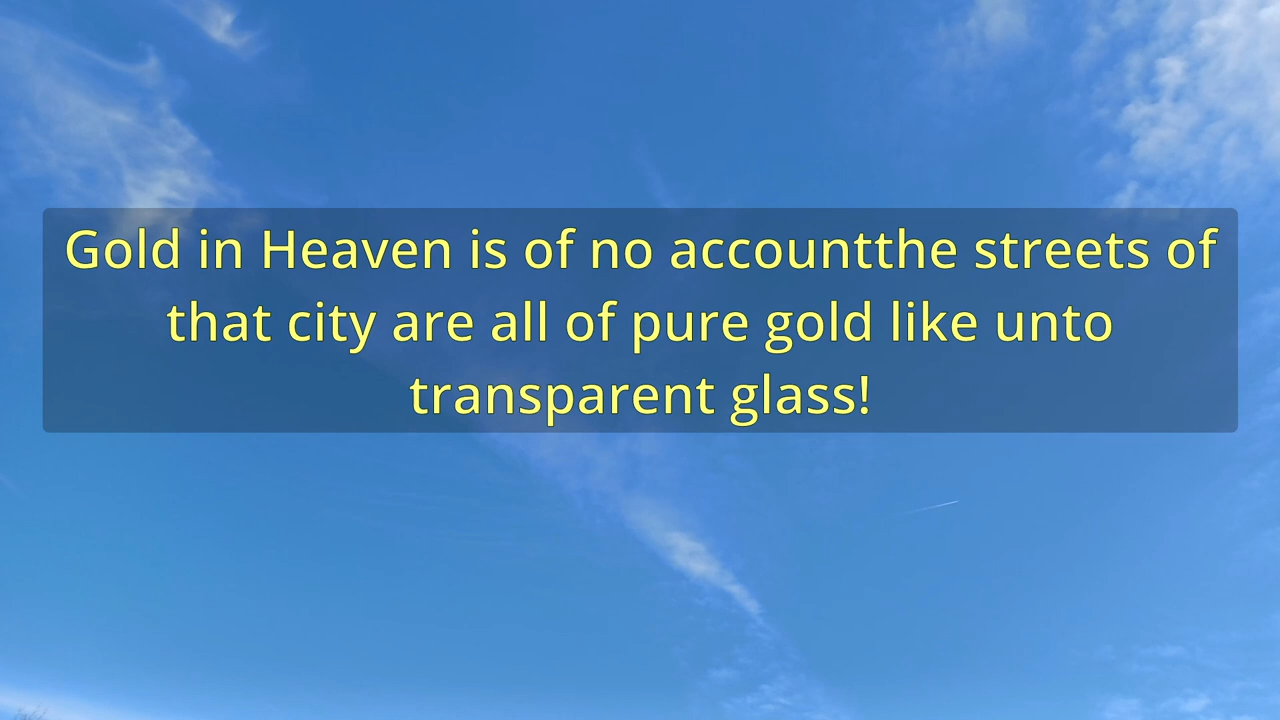 Gold in Heaven is of no accountthe streets of
that city are all of pure gold like unto
transparent glass!